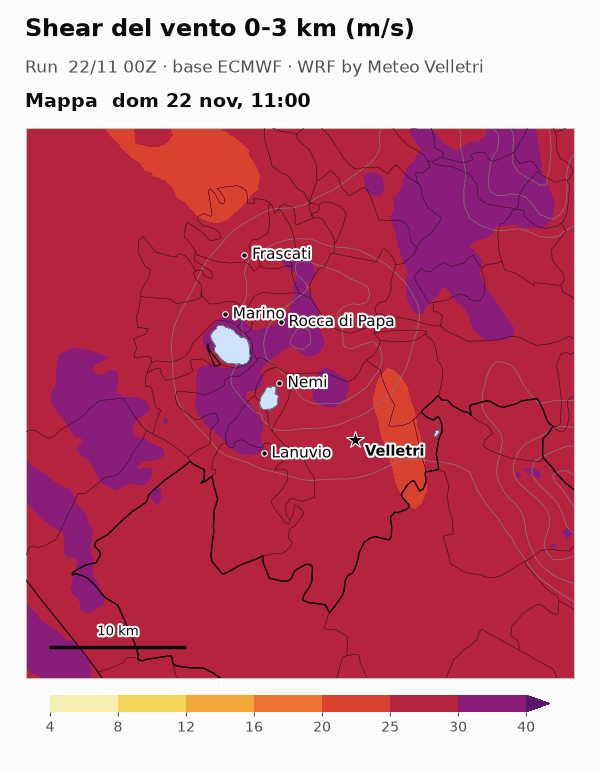 Shear del vento 0-3 km (m/s)
Run 22/11 00Z · base ECMWF · WRF by Meteo Velletri
Mappa dom 22 nov, 11:00
Frascati
Marino
Rocca di Papa
Nemi
Velletri
Lanuvio
10 km
4 8 12 16 20 25 30 40